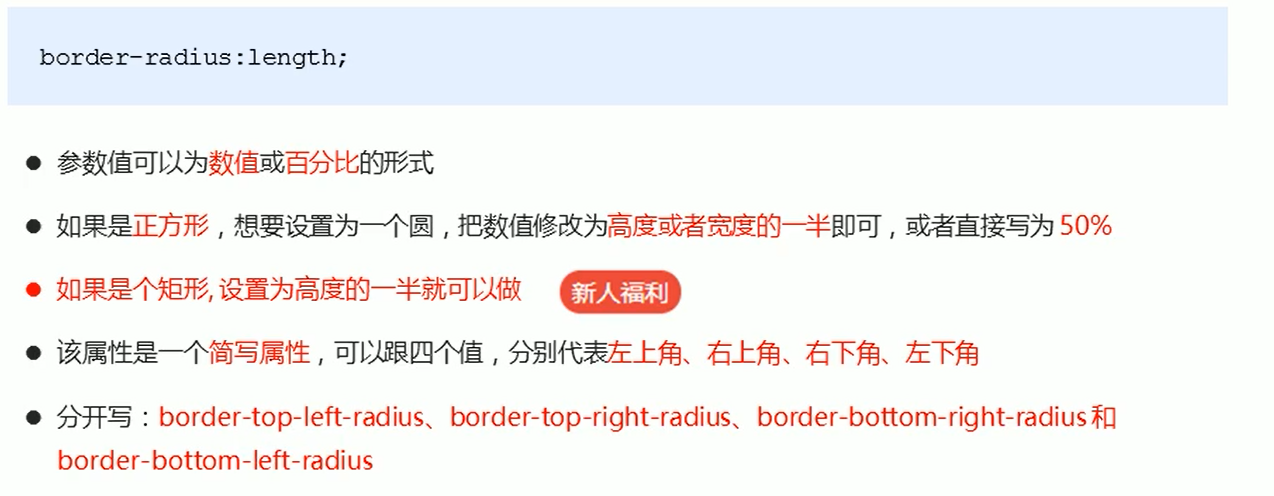 border-radius:length;
● 参数值可以为数值或百分比的形式
● 如果是正方形，想要设置为一个圆，把数值修改为高度或者宽度的一半即可，或者直接写为 50%
● 如果是个矩形, 设置为高度的一半就可以做 新人福利
● 该属性是一个简写属性，可以跟四个值，分别代表左上角、右上角、右下角、左下角
● 分开写：border-top-left-radius、border-top-right-radius、border-bottom-right-radius 和
border-bottom-left-radius